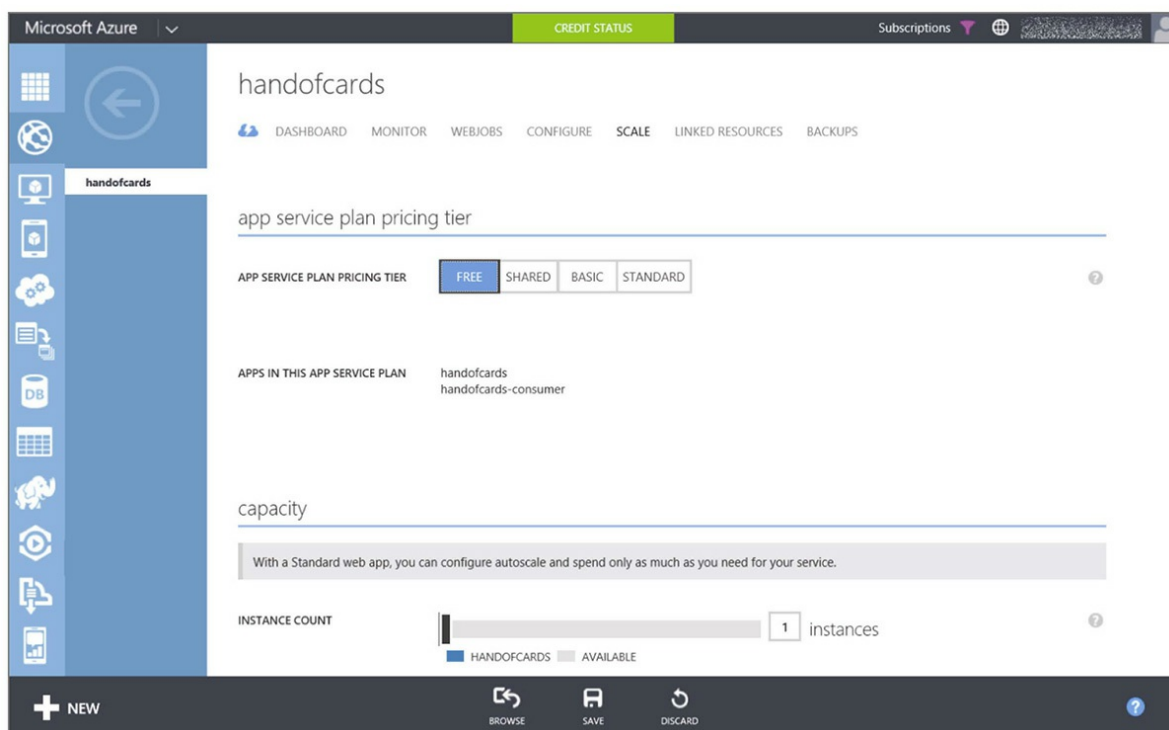 Microsoft Azure
CREDIT STATUS
Subscriptions
handofcards
handofcards
DASHBOARD MONITOR WEBJOBS CONFIGURE SCALE LINKED RESOURCES BACKUPS
app service plan pricing tier
APP SERVICE PLAN PRICING TIER FREE SHARED BASIC STANDARD ?
APPS IN THIS APP SERVICE PLAN handofcards
handofcards-consumer
DB
capacity
With a Standard web app, you can configure autoscale and spend only as much as you need for your service.
INSTANCE COUNT 1 instances ?
HANDOFCARDS AVAILABLE
NEW
BROWSE SAVE DISCARD
?